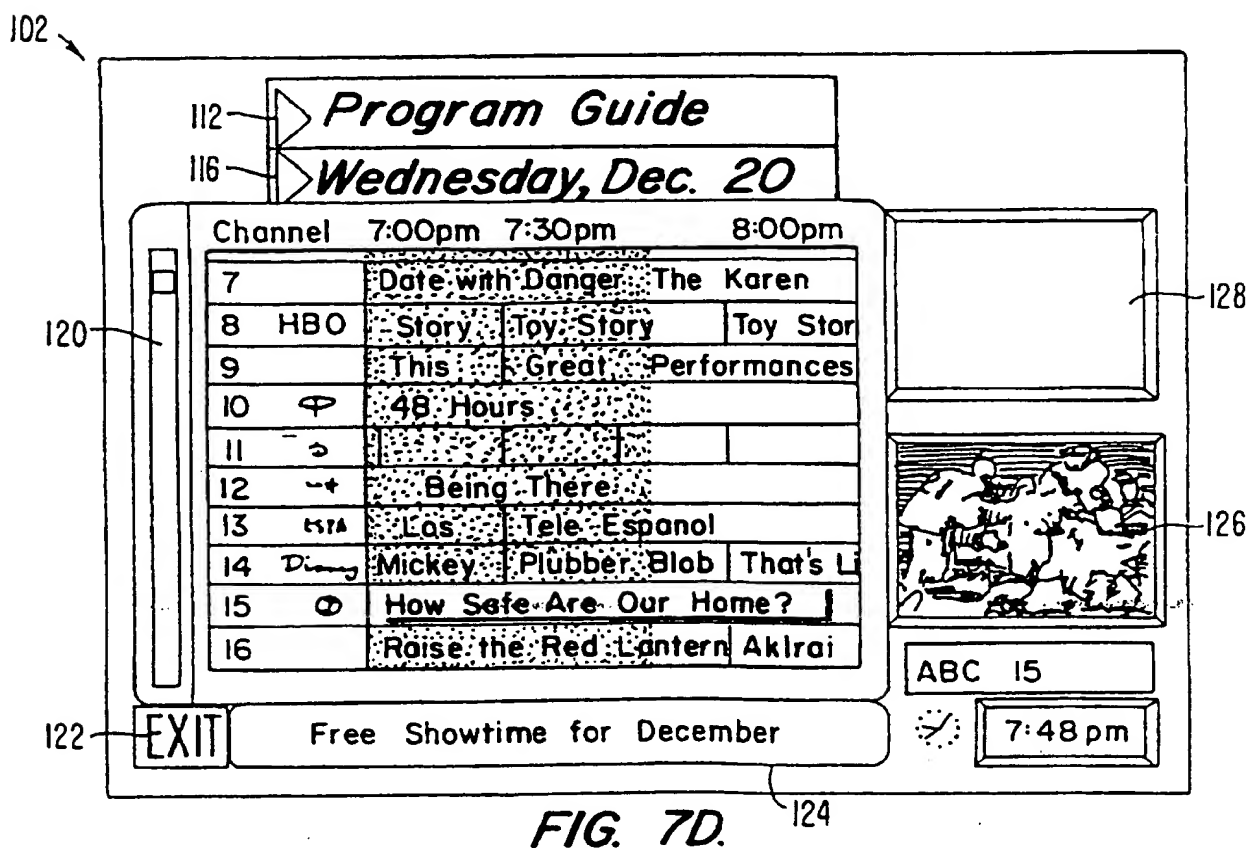 102
112 Program Guide
116 Wednesday, Dec. 20
Channel 7:00pm 7:30pm 8:00pm
7 Date with Danger The Karen
8 HBO Story Toy Story Toy Stor
9 This Great Performances
10 48 Hours
11
12 Being There
13 Las Tele Espanol
14 Disney Mickey Plubber Blob That's Li
15 How Safe Are Our Home?
16 Raise the Red Lantern Aklrai
120
128
126
ABC 15
122 EXIT Free Showtime for December 7:48 pm
124
FIG. 7D.